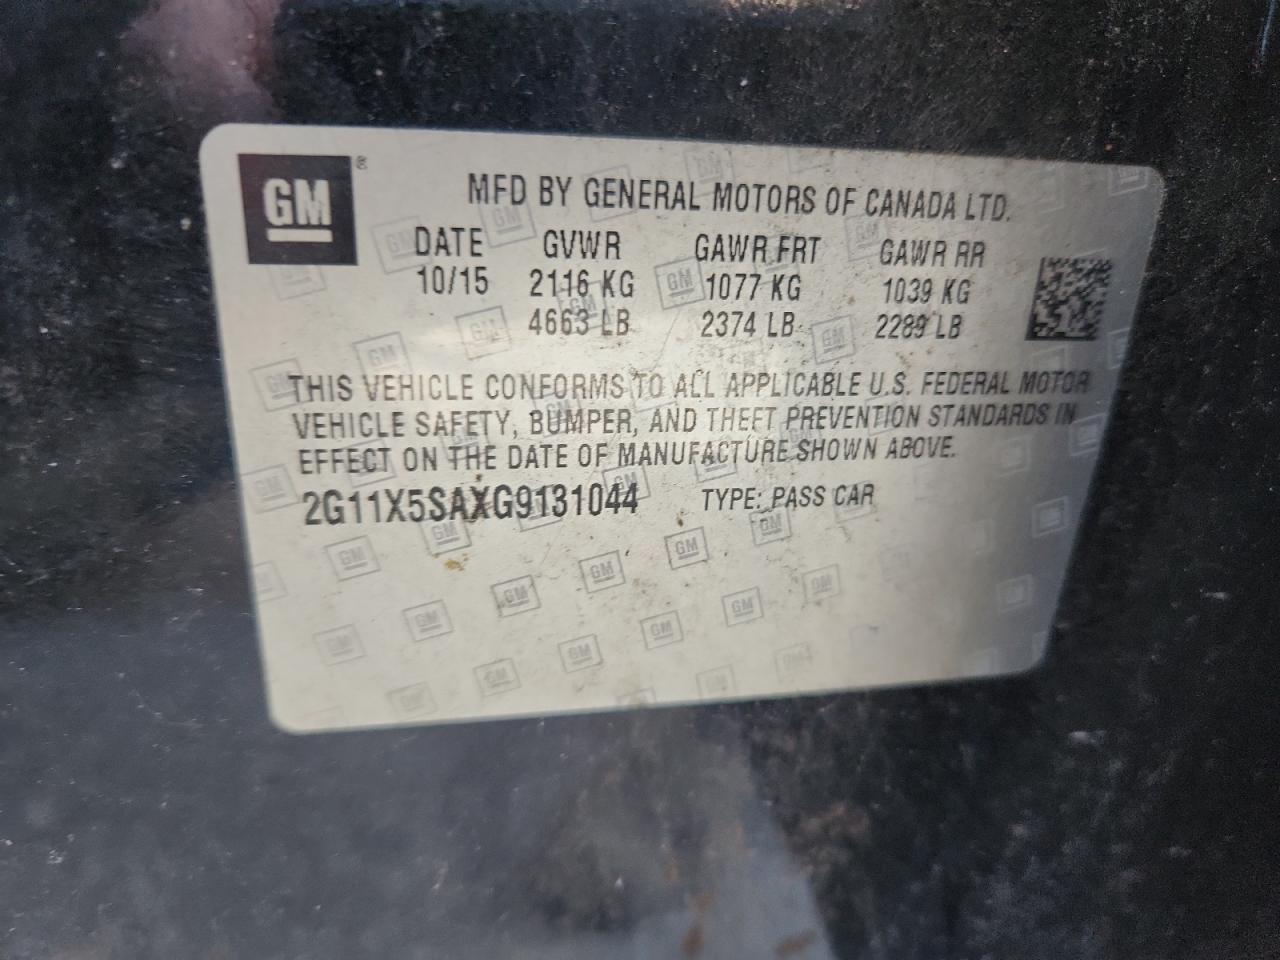 GM ®
MFD BY GENERAL MOTORS OF CANADA LTD.
DATE GVWR GAWR FRT GAWR RR
10/15 2116 KG 1077 KG 1039 KG
4663 LB 2374 LB 2289 LB
THIS VEHICLE CONFORMS TO ALL APPLICABLE U.S. FEDERAL MOTOR
VEHICLE SAFETY, BUMPER, AND THEFT PREVENTION STANDARDS IN
EFFECT ON THE DATE OF MANUFACTURE SHOWN ABOVE.
2G11X5SAXG9131044 TYPE: PASS CAR